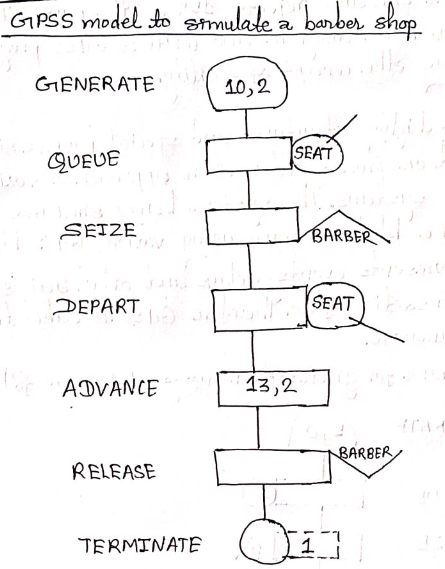 GPSS model to simulate a barber shop
GENERATE 10,2
QUEUE SEAT
SEIZE BARBER
DEPART SEAT
ADVANCE 13,2
RELEASE BARBER
TERMINATE 1